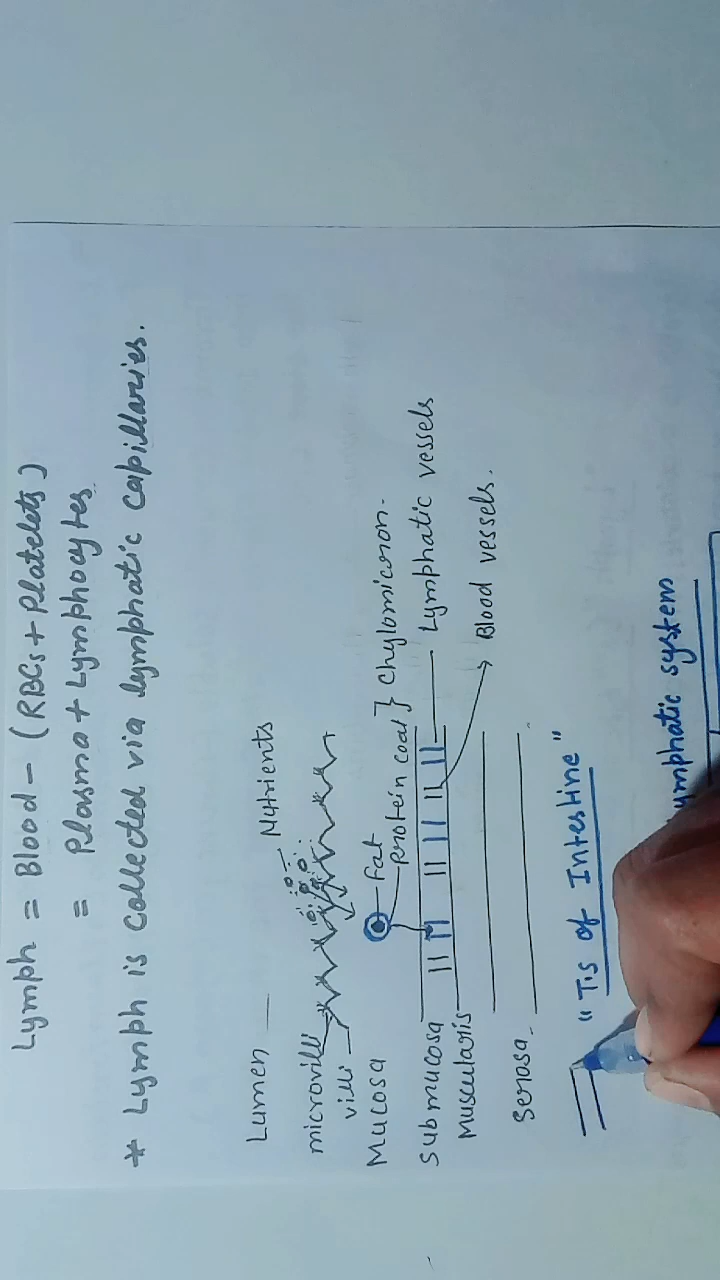 Lymph = Blood - (RBCs + Platelets)
= Plasma + Lymphocytes
* Lymph is collected via lymphatic capillaries.
Lumen
Nutrients
microvilli
villi
Mucosa
Fat
Protein coat } Chylomicron.
Submucosa
Lymphatic vessels
Muscularis
Blood vessels.
Serosa
"T.S of Intestine"
ymphatic system